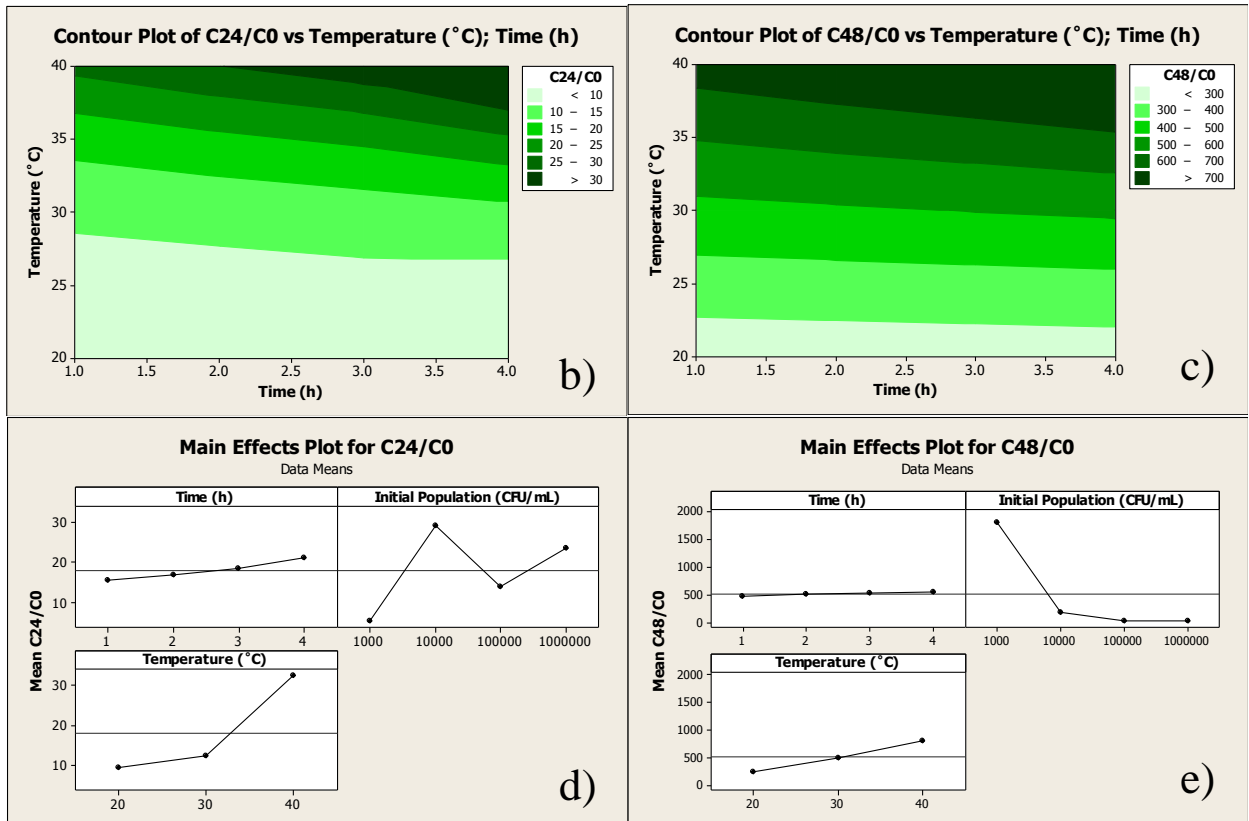 Contour Plot of C24/C0 vs Temperature (°C); Time (h)
C24/C0
< 10
10 – 15
15 – 20
20 – 25
25 – 30
> 30
Temperature (°C)
40
35
30
25
20
1.0 1.5 2.0 2.5 3.0 3.5 4.0
Time (h)
b)
Contour Plot of C48/C0 vs Temperature (°C); Time (h)
C48/C0
< 300
300 – 400
400 – 500
500 – 600
600 – 700
> 700
Temperature (°C)
40
35
30
25
20
1.0 1.5 2.0 2.5 3.0 3.5 4.0
Time (h)
c)
Main Effects Plot for C24/C0
Data Means
Mean C24/C0
Time (h) Initial Population (CFU/mL)
30
20
10
1 2 3 4 1000 10000 100000 1000000
Temperature (°C)
30
20
10
20 30 40
d)
Main Effects Plot for C48/C0
Data Means
Mean C48/C0
Time (h) Initial Population (CFU/mL)
2000
1500
1000
500
0
1 2 3 4 1000 10000 100000 1000000
Temperature (°C)
2000
1500
1000
500
0
20 30 40
e)